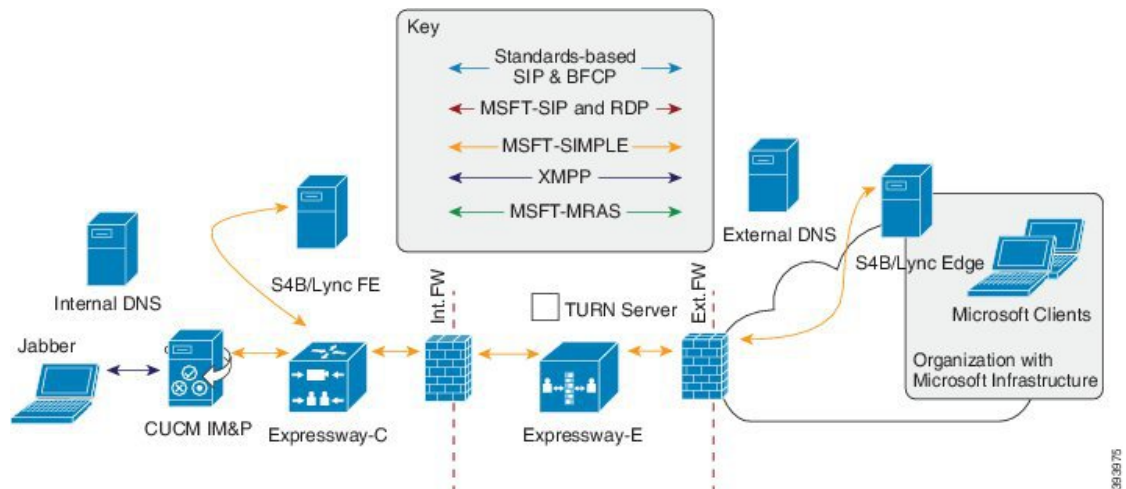 Key
Standards-based
SIP & BFCP
MSFT-SIP and RDP
MSFT-SIMPLE
XMPP
MSFT-MRAS
External DNS
S4B/Lync Edge
Internal DNS
S4B/Lync FE
Int.FW
TURN Server
Ext.FW
Microsoft Clients
Jabber
Organization with
Microsoft Infrastructure
CUCM IM&P
Expressway-C
Expressway-E
393975